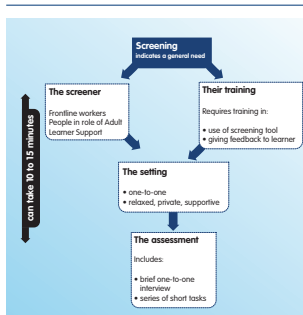 Screening
indicates a general need
The screener
Frontline workers
People in role of Adult
Learner Support
Their training
Requires training in:
• use of screening tool
• giving feedback to learner
can take 10 to 15 minutes
The setting
• one-to-one
• relaxed, private, supportive
The assessment
Includes:
• brief one-to-one
interview
• series of short tasks